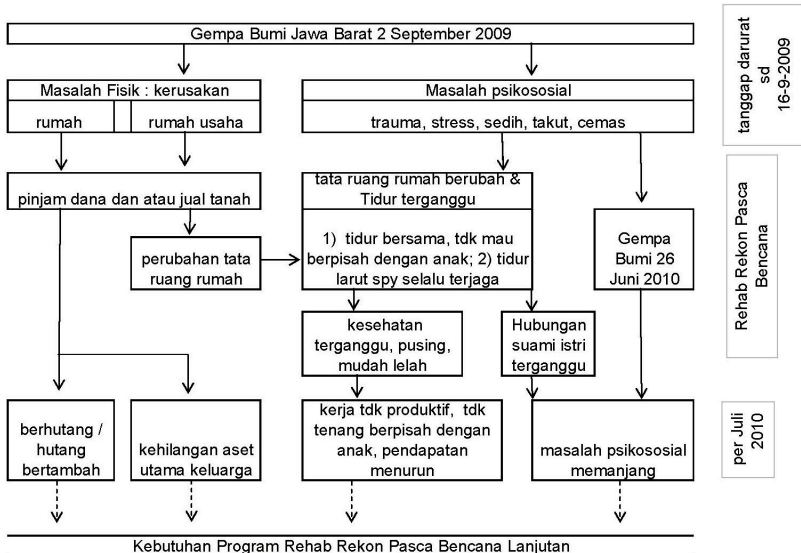 Gempa Bumi Jawa Barat 2 September 2009
Masalah Fisik : kerusakan
rumah
rumah usaha
Masalah psikososial
trauma, stress, sedih, takut, cemas
tanggap darurat
sd
16-9-2009
pinjam dana dan atau jual tanah
perubahan tata
ruang rumah
tata ruang rumah berubah &
Tidur terganggu
1) tidur bersama, tdk mau
berpisah dengan anak; 2) tidur
larut spy selalu terjaga
Gempa
Bumi 26
Juni 2010
Rehab Rekon Pasca
Bencana
kesehatan
terganggu, pusing,
mudah lelah
Hubungan
suami istri
terganggu
berhutang /
hutang
bertambah
kehilangan aset
utama keluarga
kerja tdk produktif, tdk
tenang berpisah dengan
anak, pendapatan
menurun
masalah psikososial
memanjang
per Juli
2010
Kebutuhan Program Rehab Rekon Pasca Bencana Lanjutan